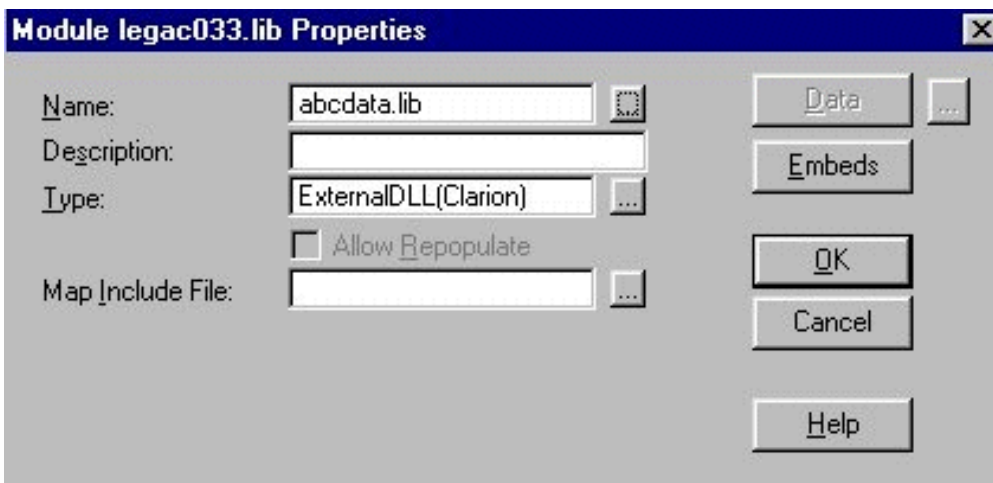 Module legac033.lib Properties
Name: abcdata.lib Data ...
Description: Embeds
Type: ExternalDLL(Clarion) ...
Allow Repopulate OK
Map Include File: ... Cancel
Help